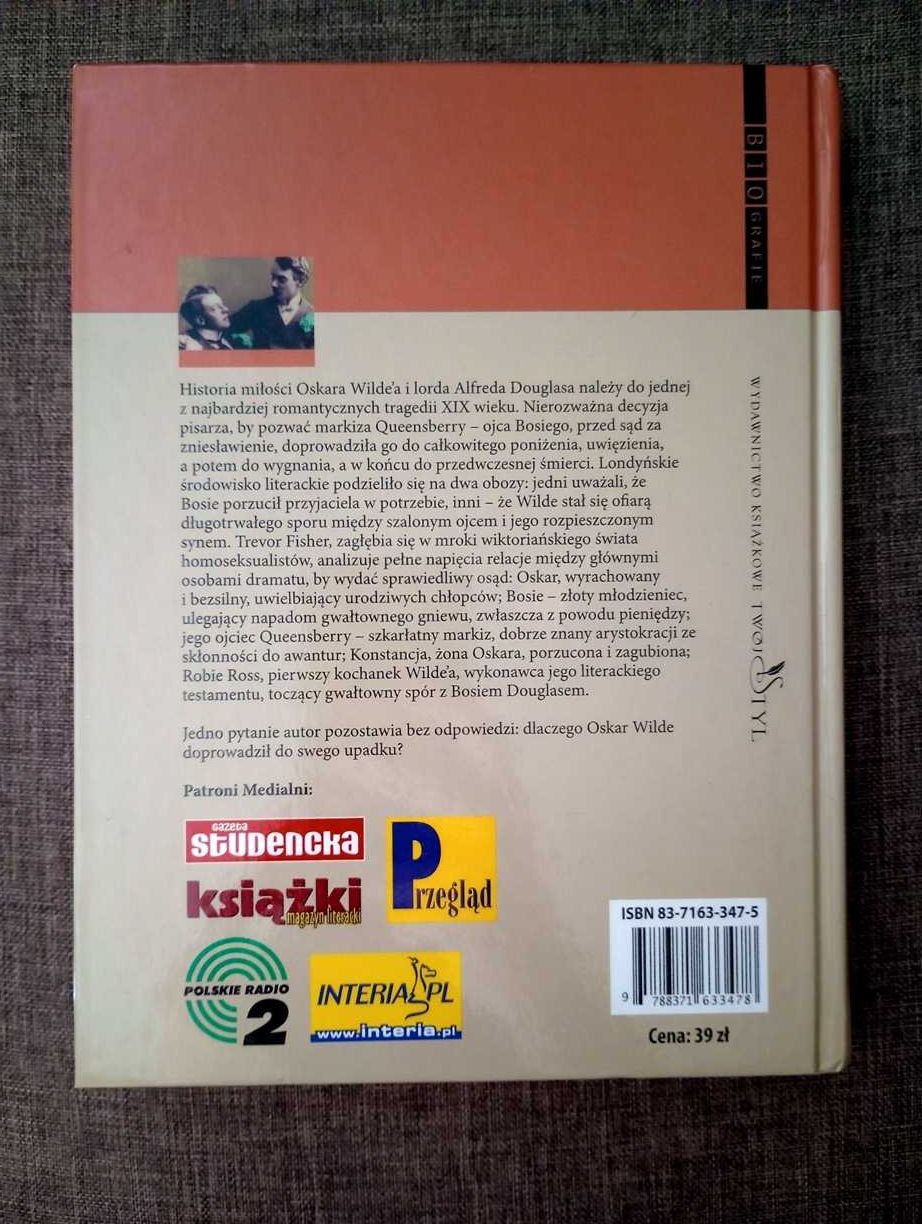 BIOGRAFIE
WYDAWNICTWO KSIĄŻKOWE TWÓJ STYL
Historia miłości Oskara Wilde'a i lorda Alfreda Douglasa należy do jednej
z najbardziej romantycznych tragedii XIX wieku. Nierozważna decyzja
pisarza, by pozwać markiza Queensberry – ojca Bosiego, przed sąd za
zniesławienie, doprowadziła go do całkowitego poniżenia, uwięzienia,
a potem do wygnania, a w końcu do przedwczesnej śmierci. Londyńskie
środowisko literackie podzieliło się na dwa obozy: jedni uważali, że
Bosie porzucił przyjaciela w potrzebie, inni – że Wilde stał się ofiarą
długotrwałego sporu między szalonym ojcem i jego rozpieszczonym
synem. Trevor Fisher, zagłębia się w mroki wiktoriańskiego świata
homoseksualistów, analizuje pełne napięcia relacje między głównymi
osobami dramatu, by wydać sprawiedliwy osąd: Oskar, wyrachowany
i bezsilny, uwielbiający urodziwych chłopców; Bosie – złoty młodzieniec,
ulegający napadom gwałtownego gniewu, zwłaszcza z powodu pieniędzy;
jego ojciec Queensberry – szkarłatny markiz, dobrze znany arystokracji ze
skłonności do awantur; Konstancja, żona Oskara, porzucona i zagubiona;
Robie Ross, pierwszy kochanek Wilde'a, wykonawca jego literackiego
testamentu, toczący gwałtowny spór z Bosiem Douglasem.
Jedno pytanie autor pozostawia bez odpowiedzi: dlaczego Oskar Wilde
doprowadził do swego upadku?
Patroni Medialni:
gazeta
studencka
Przegląd
książki
magazyn literacki
POLSKIE RADIO
2
INTERIA.PL
www.interia.pl
ISBN 83-7163-347-5
9 788371 633478
Cena: 39 zł